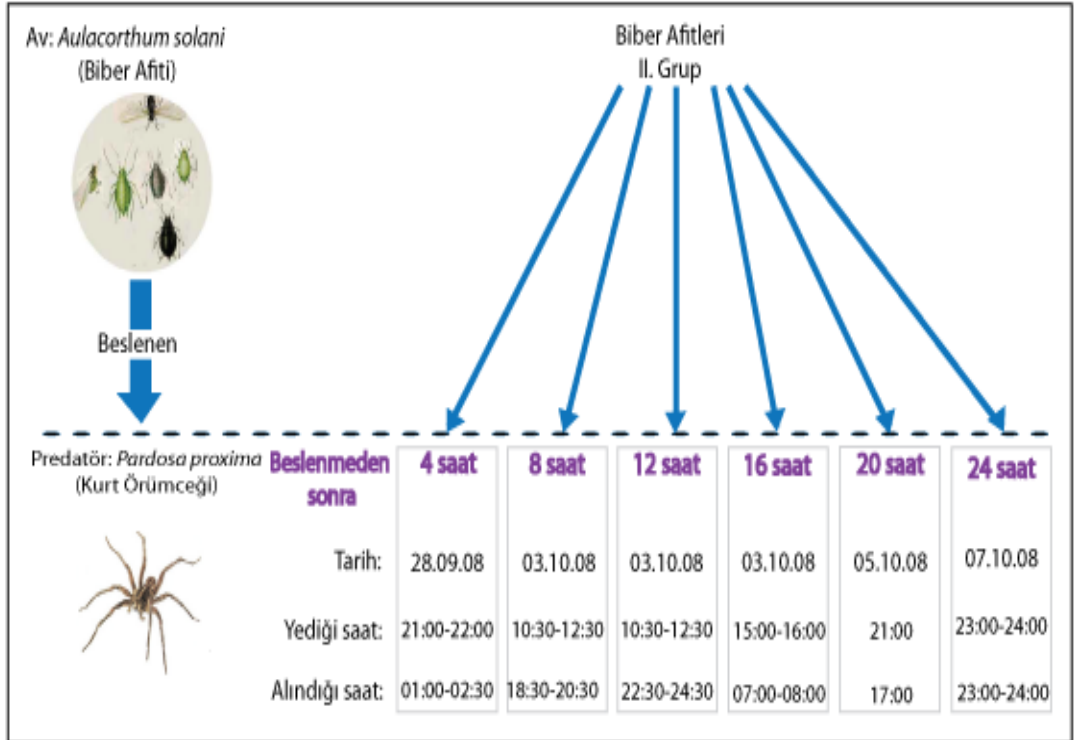 Av: Aulacorthum solani
(Biber Afiti)
Biber Afitleri
II. Grup
Beslenen
Predatör: Pardosa proxima
(Kurt Örümceği)
Beslenmeden sonra 4 saat 8 saat 12 saat 16 saat 20 saat 24 saat
Tarih: 28.09.08 03.10.08 03.10.08 03.10.08 05.10.08 07.10.08
Yediği saat: 21:00-22:00 10:30-12:30 10:30-12:30 15:00-16:00 21:00 23:00-24:00
Alındığı saat: 01:00-02:30 18:30-20:30 22:30-24:30 07:00-08:00 17:00 23:00-24:00